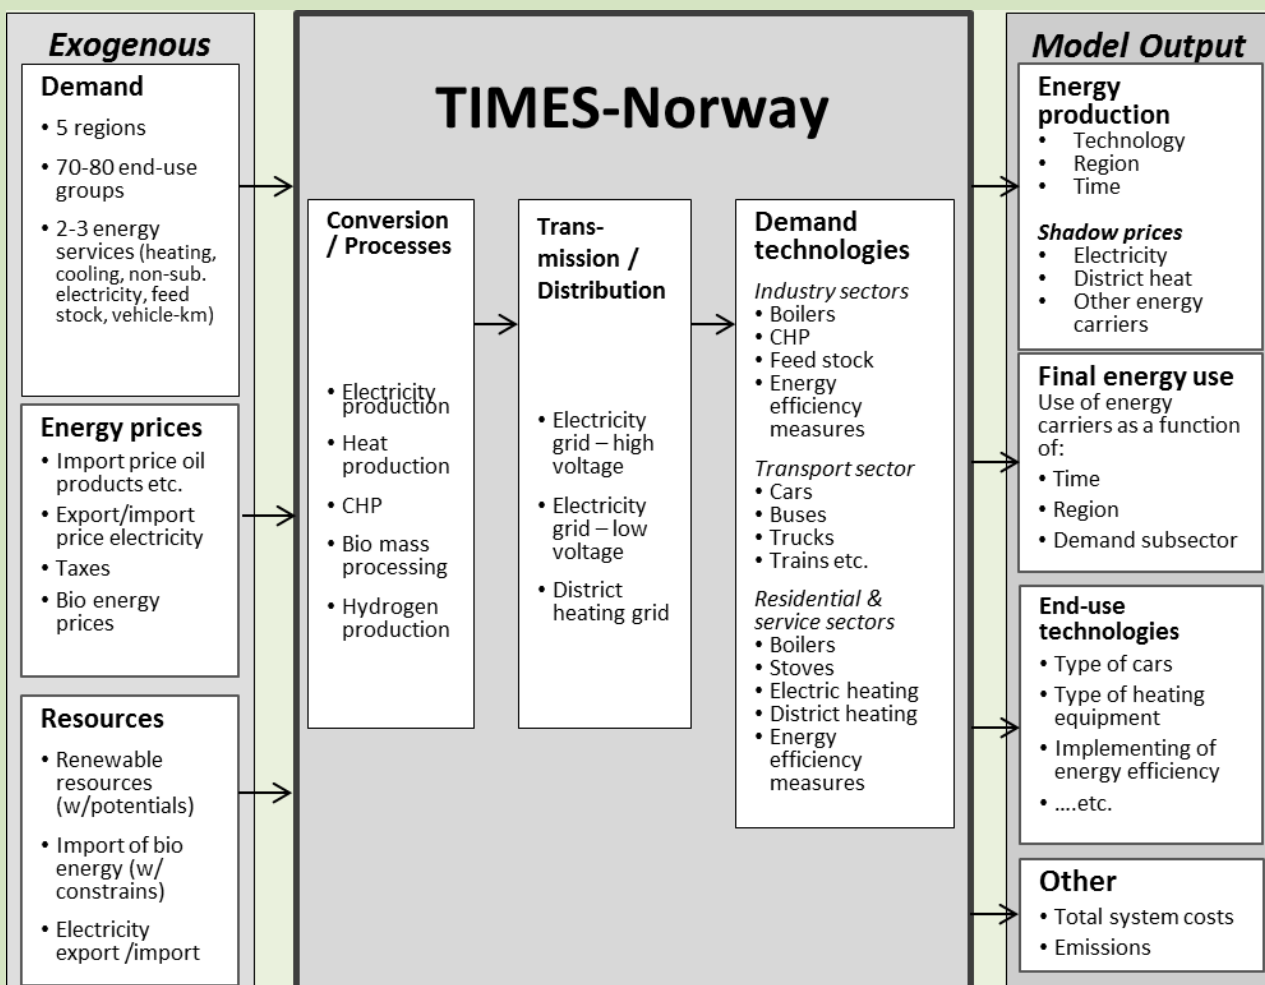 Exogenous
Demand
• 5 regions
• 70-80 end-use
groups
• 2-3 energy
services (heating,
cooling, non-sub.
electricity, feed
stock, vehicle-km)
Energy prices
• Import price oil
products etc.
• Export/import
price electricity
• Taxes
• Bio energy
prices
Resources
• Renewable
resources
(w/potentials)
• Import of bio
energy (w/
constrains)
• Electricity
export /import
TIMES-Norway
Conversion
/ Processes
• Electricity
production
• Heat
production
• CHP
• Bio mass
processing
• Hydrogen
production
Trans-
mission /
Distribution
• Electricity
grid – high
voltage
• Electricity
grid – low
voltage
• District
heating grid
Demand
technologies
Industry sectors
• Boilers
• CHP
• Feed stock
• Energy
efficiency
measures
Transport sector
• Cars
• Buses
• Trucks
• Trains etc.
Residential &
service sectors
• Boilers
• Stoves
• Electric heating
• District heating
• Energy
efficiency
measures
Model Output
Energy
production
• Technology
• Region
• Time
Shadow prices
• Electricity
• District heat
• Other energy
carriers
Final energy use
Use of energy
carriers as a function
of:
• Time
• Region
• Demand subsector
End-use
technologies
• Type of cars
• Type of heating
equipment
• Implementing of
energy efficiency
• ....etc.
Other
• Total system costs
• Emissions